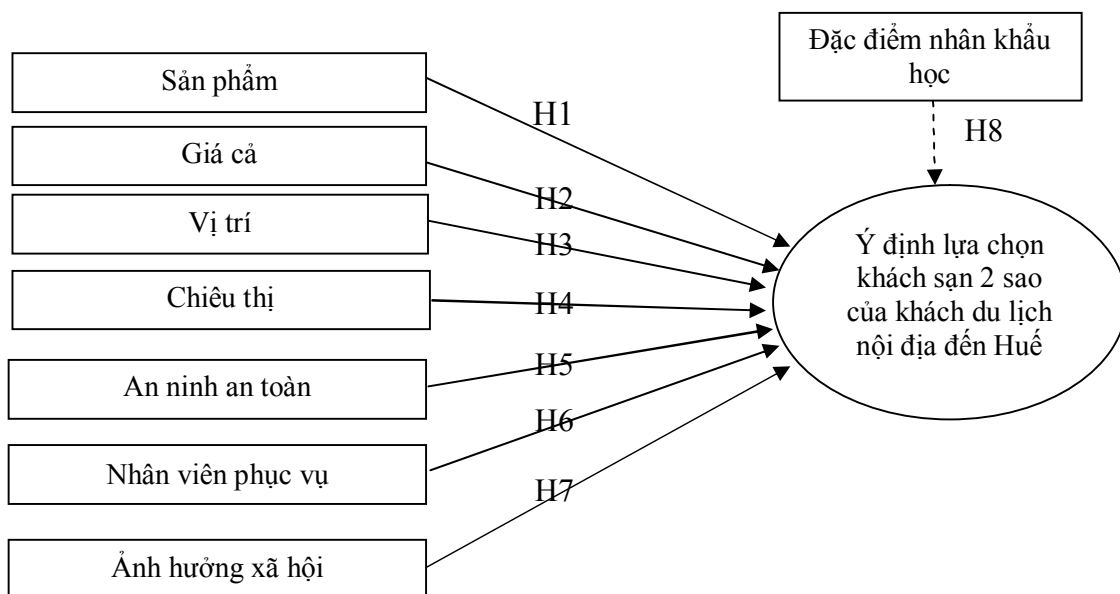 Đặc điểm nhân khẩu
học
Sản phẩm
H1
H8
Giá cả
H2
Vị trí
H3
Ý định lựa chọn
khách sạn 2 sao
của khách du lịch
nội địa đến Huế
Chiêu thị
H4
An ninh an toàn
H5
Nhân viên phục vụ
H6
H7
Ảnh hưởng xã hội